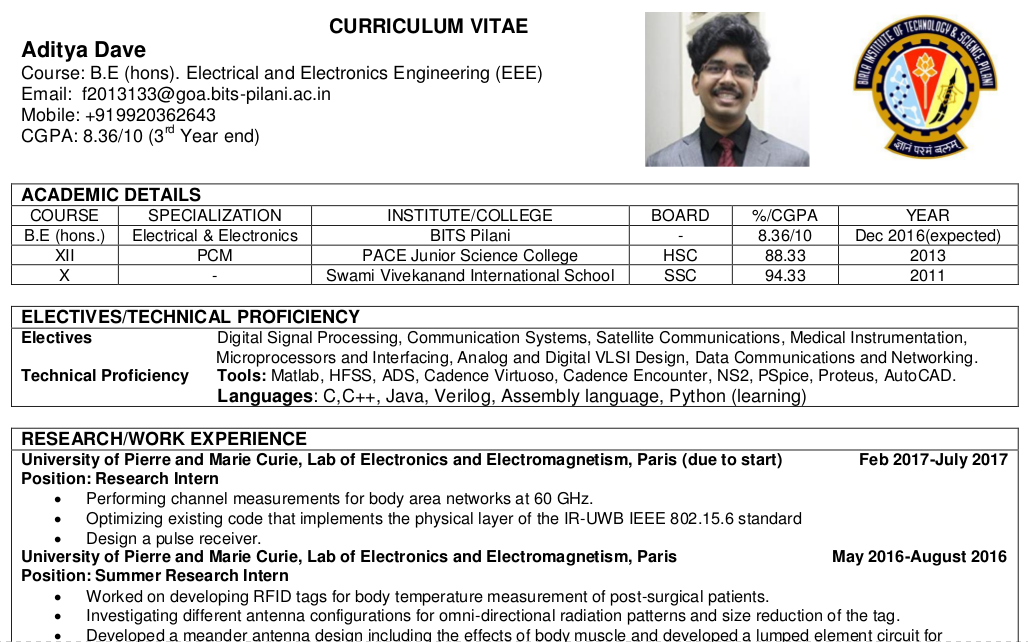 CURRICULUM VITAE
Aditya Dave
Course: B.E (hons). Electrical and Electronics Engineering (EEE)
Email: f2013133@goa.bits-pilani.ac.in
Mobile: +919920362643
CGPA: 8.36/10 (3rd Year end)
BIRLA INSTITUTE OF TECHNOLOGY & SCIENCE, PILANI
ज्ञानं परमं बलम्
ACADEMIC DETAILS
COURSE SPECIALIZATION INSTITUTE/COLLEGE BOARD %/CGPA YEAR
B.E (hons.) Electrical & Electronics BITS Pilani - 8.36/10 Dec 2016(expected)
XII PCM PACE Junior Science College HSC 88.33 2013
X - Swami Vivekanand International School SSC 94.33 2011
ELECTIVES/TECHNICAL PROFICIENCY
Electives Digital Signal Processing, Communication Systems, Satellite Communications, Medical Instrumentation,
Microprocessors and Interfacing, Analog and Digital VLSI Design, Data Communications and Networking.
Technical Proficiency Tools: Matlab, HFSS, ADS, Cadence Virtuoso, Cadence Encounter, NS2, PSpice, Proteus, AutoCAD.
Languages: C,C++, Java, Verilog, Assembly language, Python (learning)
RESEARCH/WORK EXPERIENCE
University of Pierre and Marie Curie, Lab of Electronics and Electromagnetism, Paris (due to start) Feb 2017-July 2017
Position: Research Intern
• Performing channel measurements for body area networks at 60 GHz.
• Optimizing existing code that implements the physical layer of the IR-UWB IEEE 802.15.6 standard
• Design a pulse receiver.
University of Pierre and Marie Curie, Lab of Electronics and Electromagnetism, Paris May 2016-August 2016
Position: Summer Research Intern
• Worked on developing RFID tags for body temperature measurement of post-surgical patients.
• Investigating different antenna configurations for omni-directional radiation patterns and size reduction of the tag.
• Developed a meander antenna design including the effects of body muscle and developed a lumped element circuit for